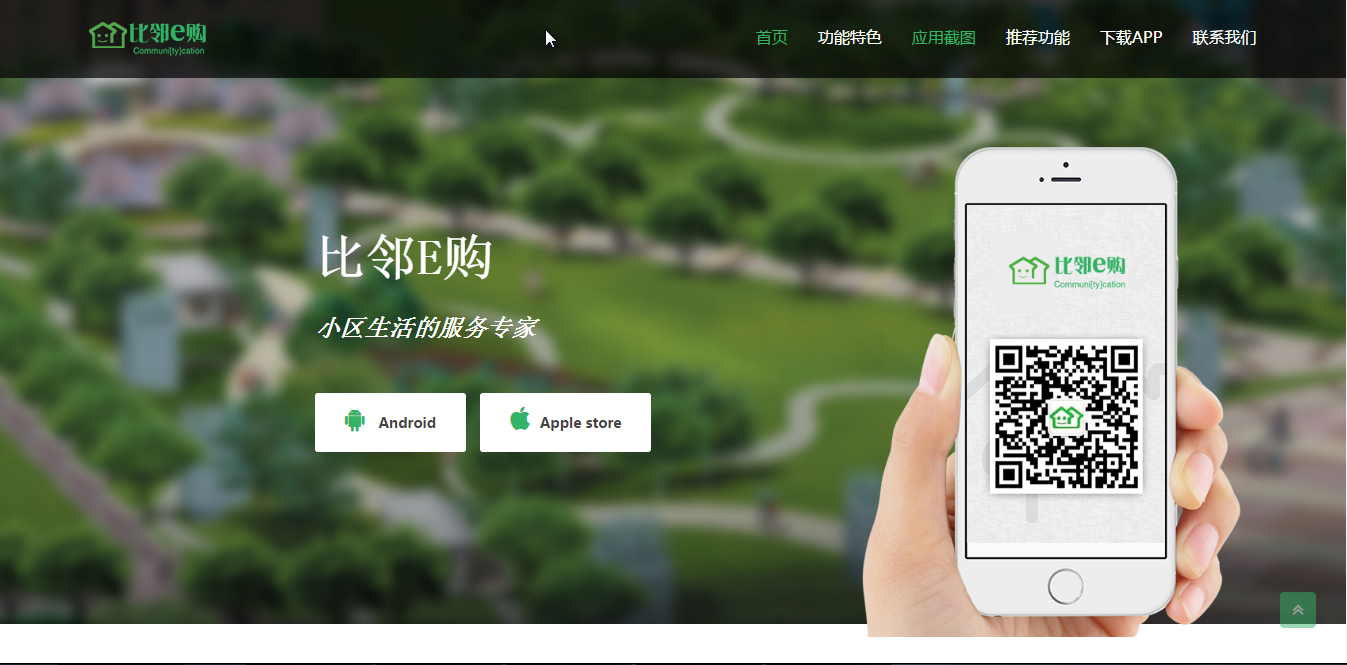 比邻e购
Communi[ty]cation
首页 功能特色 应用截图 推荐功能 下载APP 联系我们
比邻E购
小区生活的服务专家
Android Apple store
比邻e购
Communi[ty]cation